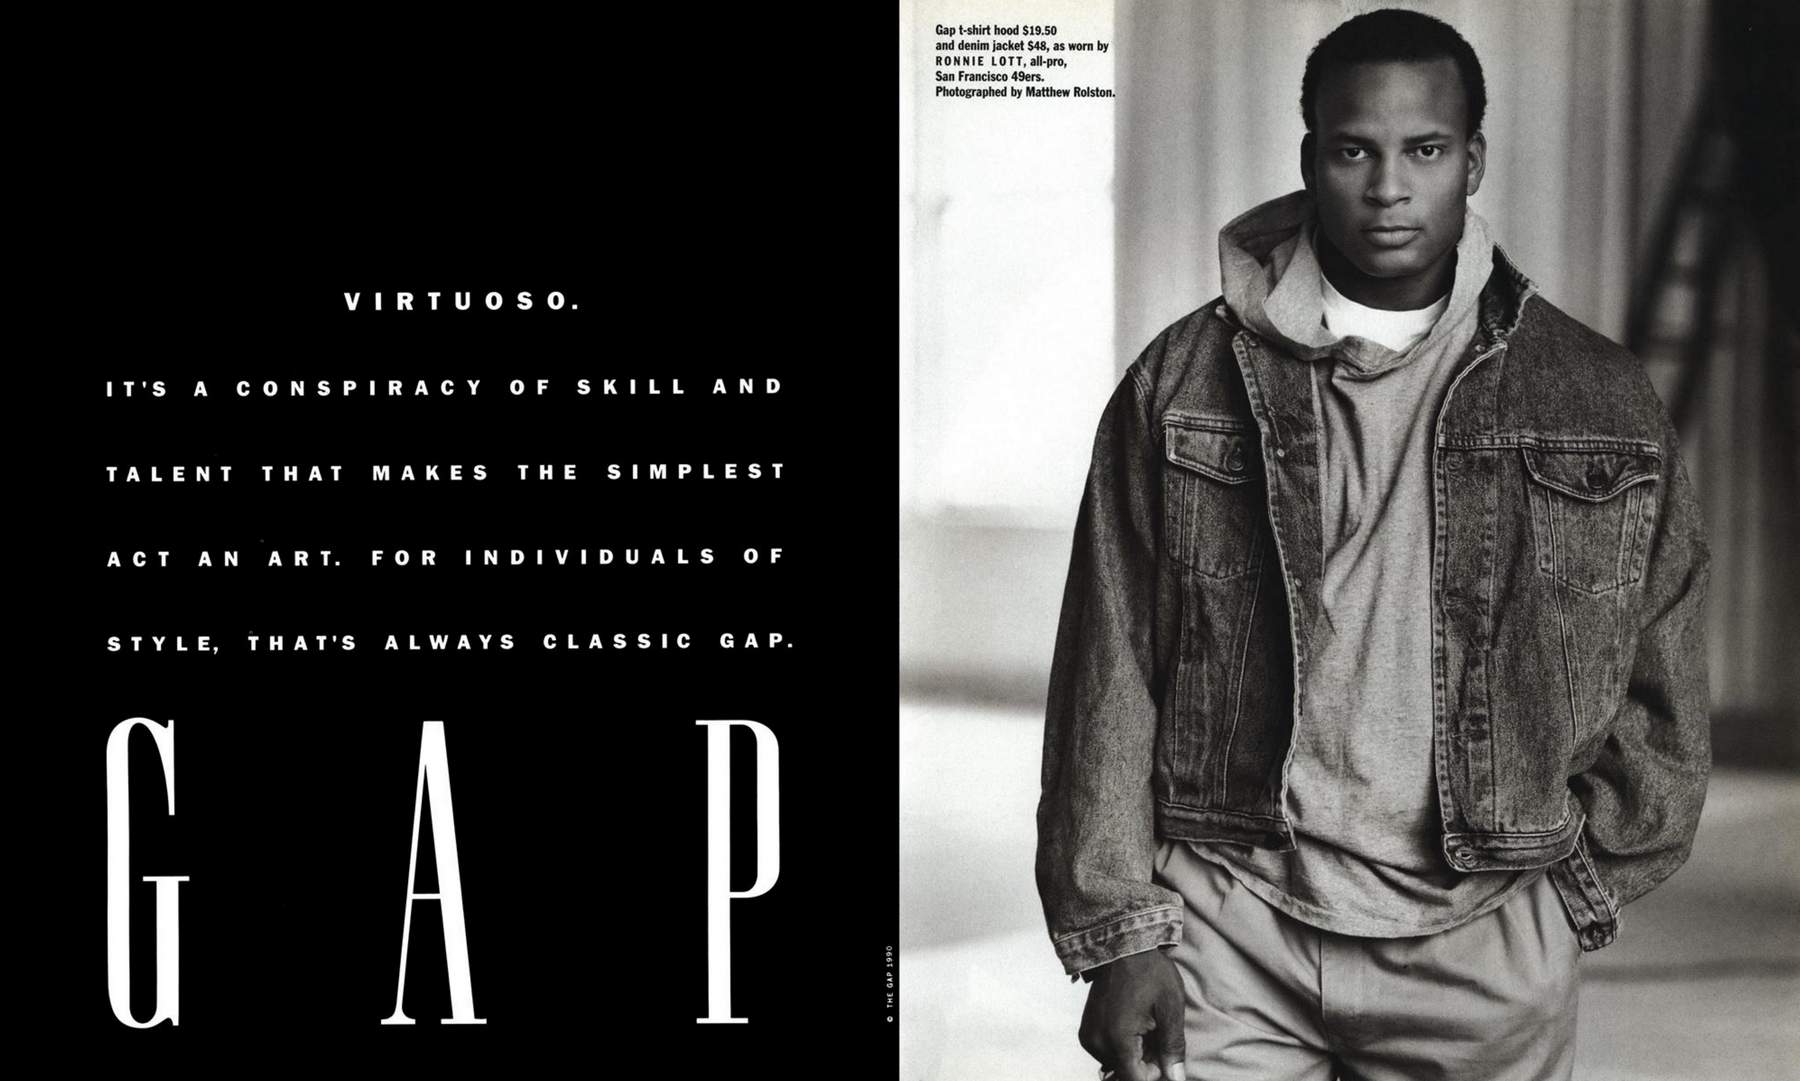 VIRTUOSO.
IT'S A CONSPIRACY OF SKILL AND
TALENT THAT MAKES THE SIMPLEST
ACT AN ART. FOR INDIVIDUALS OF
STYLE, THAT'S ALWAYS CLASSIC GAP.
GAP
© THE GAP 1990
Gap t-shirt hood $19.50
and denim jacket $48, as worn by
RONNIE LOTT, all-pro,
San Francisco 49ers.
Photographed by Matthew Rolston.